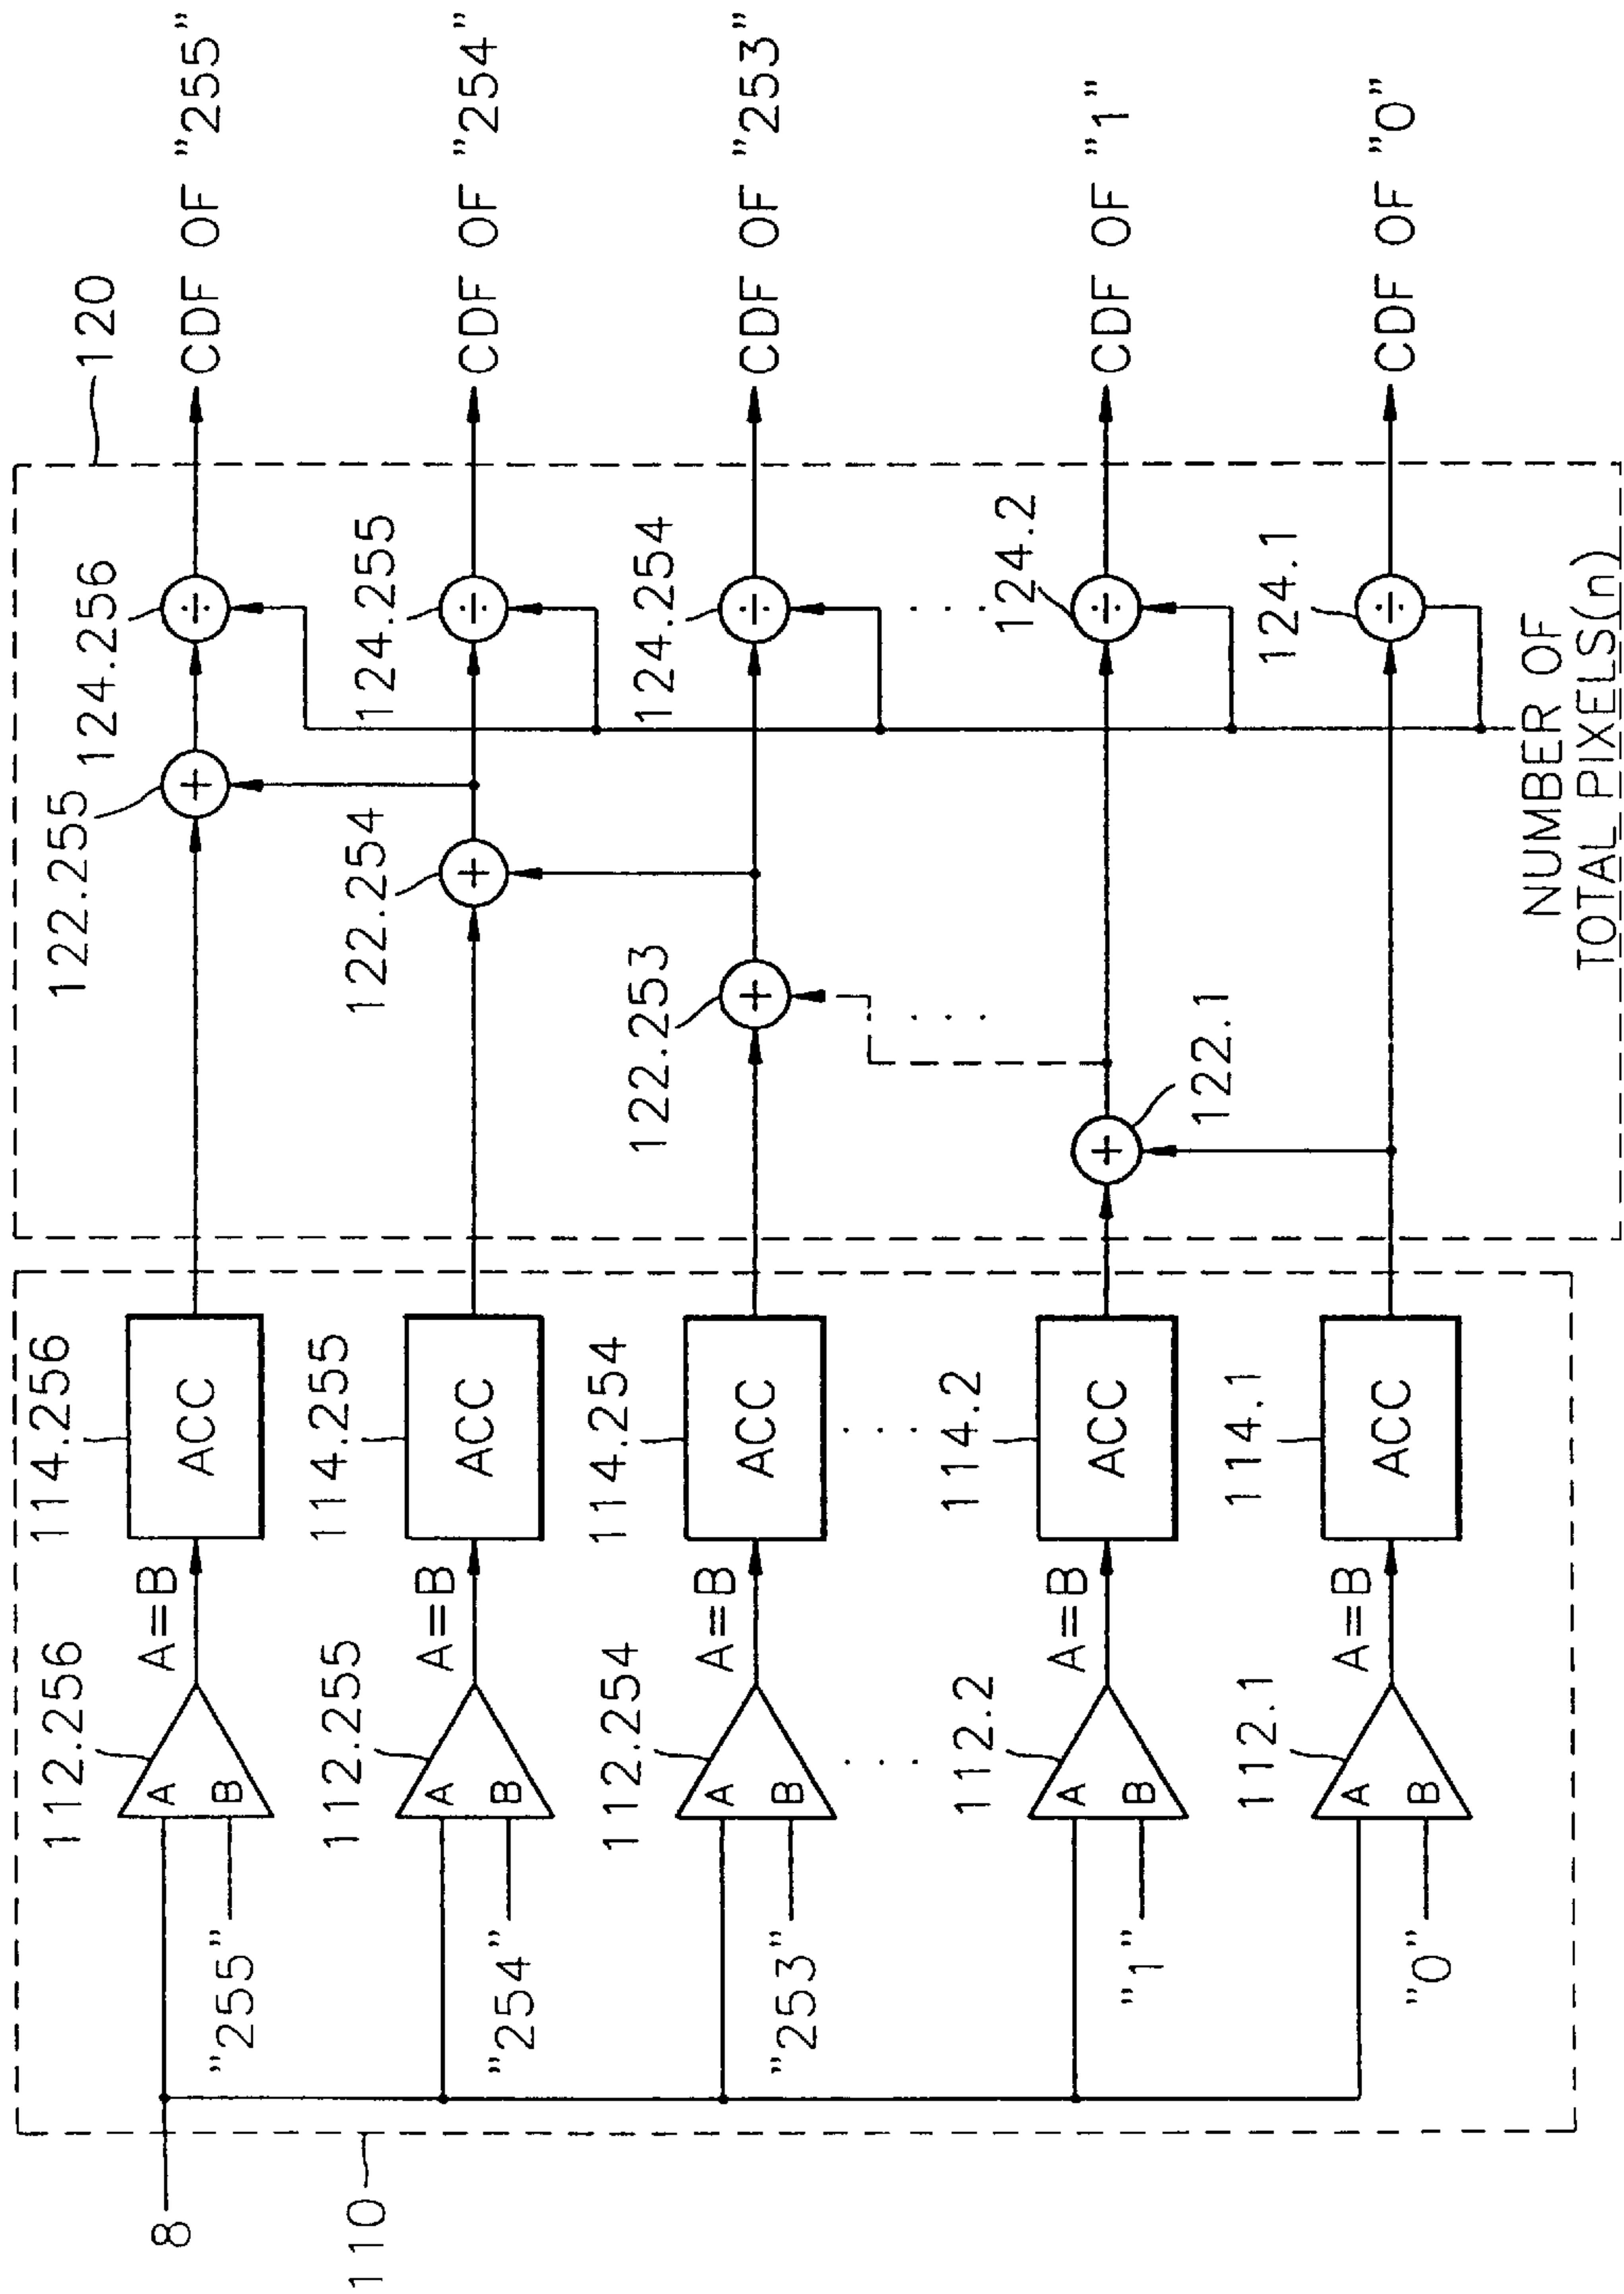 120
122.255
124.256
CDF OF "255"
122.254
124.255
CDF OF "254"
122.253
124.254
CDF OF "253"
122.1
124.2
CDF OF "1"
124.1
CDF OF "0"
NUMBER OF
TOTAL PIXELS(n)
+
÷
+
÷
+
÷
. . .
. . .
+
÷
÷
110
8
112.256
A
B
"255"
A=B
114.256
ACC
112.255
A
B
"254"
A=B
114.255
ACC
112.254
A
B
"253"
A=B
114.254
ACC
. . .
. . .
112.2
A
B
"1"
A=B
114.2
ACC
112.1
A
B
"0"
A=B
114.1
ACC